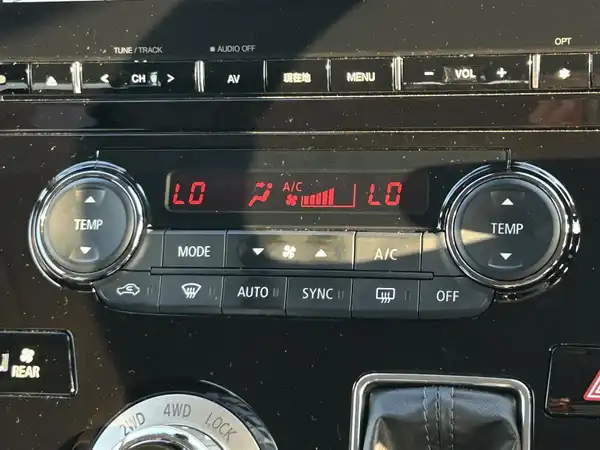 TUNE / TRACK
AUDIO OFF
OPT
< CH >
AV
現在地
MENU
− VOL +
✱
LO
A/C
LO
TEMP
TEMP
MODE
A/C
AUTO
SYNC
OFF
REAR
2WD
4WD
LOCK